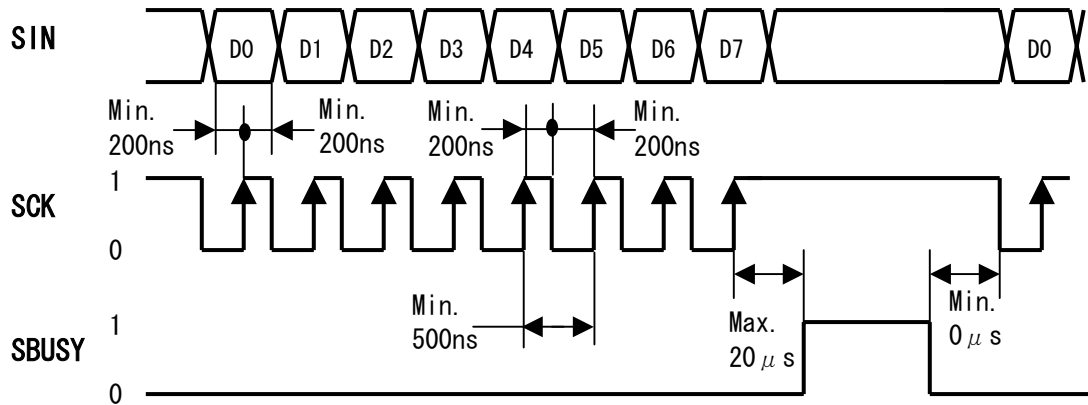 SIN
D0 D1 D2 D3 D4 D5 D6 D7 D0
Min. Min. Min. Min.
200ns 200ns 200ns 200ns
1
SCK
0
Min. Max. Min.
500ns 20μs 0μs
1
SBUSY
0